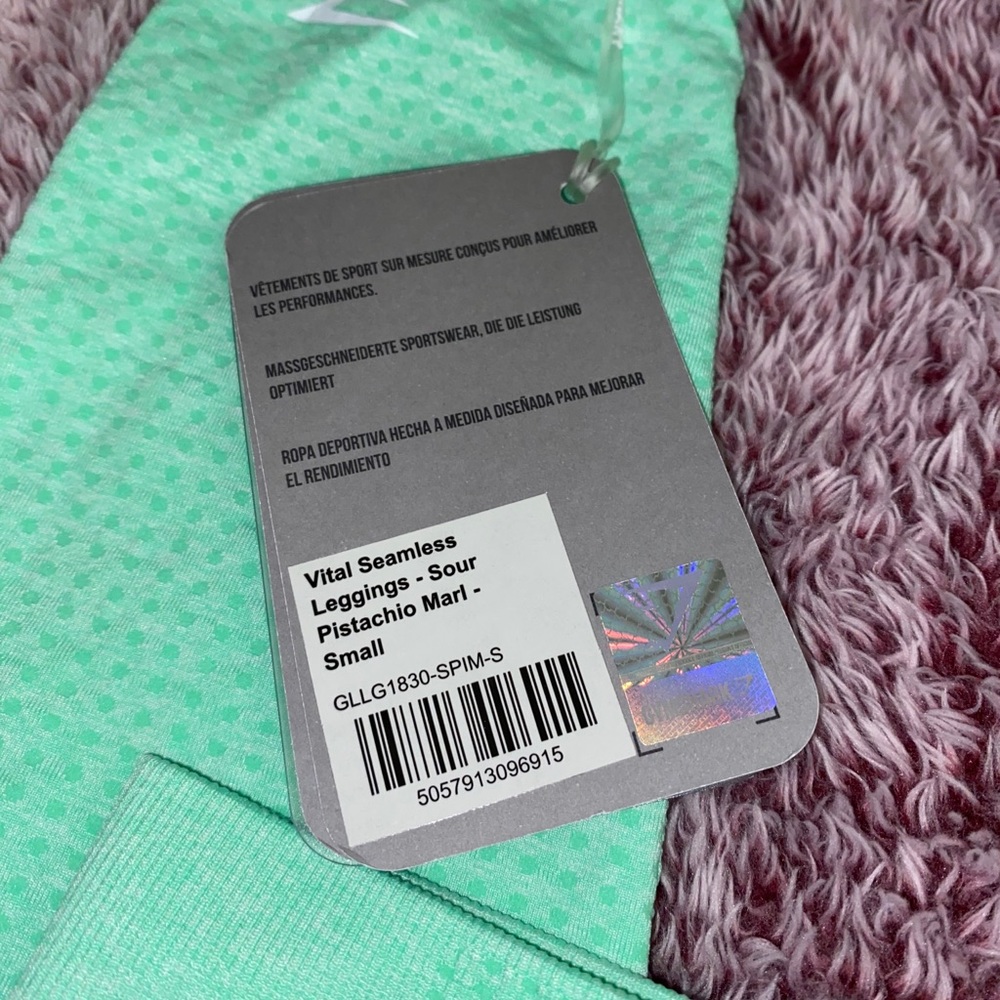 VÊTEMENTS DE SPORT SUR MESURE CONÇUS POUR AMÉLIORER
LES PERFORMANCES.
MASSGESCHNEIDERTE SPORTSWEAR, DIE DIE LEISTUNG
OPTIMIERT
ROPA DEPORTIVA HECHA A MEDIDA DISEÑADA PARA MEJORAR
EL RENDIMIENTO
Vital Seamless
Leggings - Sour
Pistachio Marl -
Small
GLLG1830-SPIM-S
5057913096915